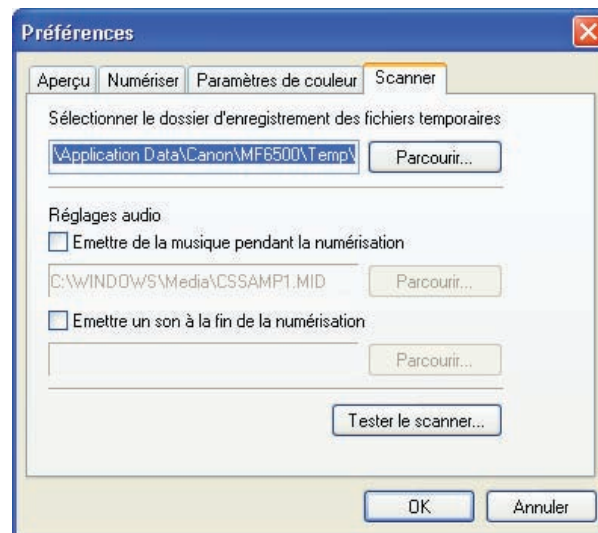 Préférences
Aperçu Numériser Paramètres de couleur Scanner
Sélectionner le dossier d'enregistrement des fichiers temporaires
\Application Data\Canon\MF6500\Temp\ Parcourir...
Réglages audio
Emettre de la musique pendant la numérisation
C:\WINDOWS\Media\CSSAMP1.MID Parcourir...
Emettre un son à la fin de la numérisation
Parcourir...
Tester le scanner...
OK Annuler